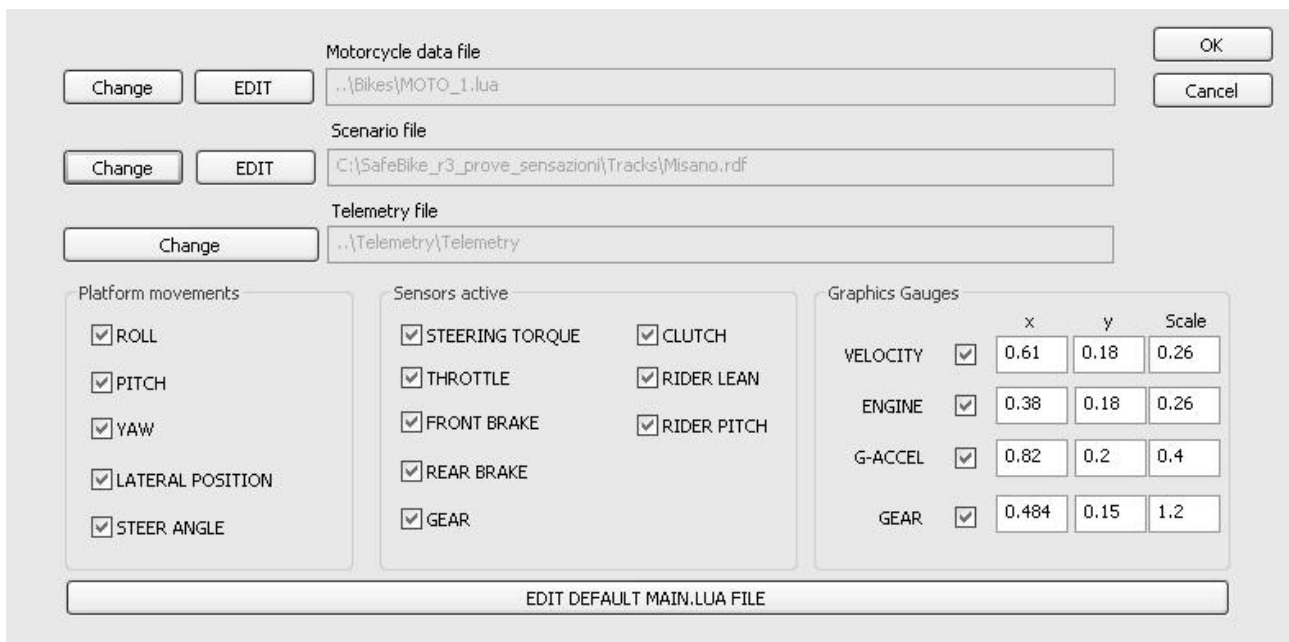 Motorcycle data file
OK
Change EDIT ..\Bikes\MOTO_1.lua
Cancel
Scenario file
Change EDIT C:\SafeBike_r3_prove_sensazioni\Tracks\Misano.rdf
Telemetry file
Change ..\Telemetry\Telemetry
Platform movements
ROLL
PITCH
YAW
LATERAL POSITION
STEER ANGLE
Sensors active
STEERING TORQUE CLUTCH
THROTTLE RIDER LEAN
FRONT BRAKE RIDER PITCH
REAR BRAKE
GEAR
Graphics Gauges
x y Scale
VELOCITY 0.61 0.18 0.26
ENGINE 0.38 0.18 0.26
G-ACCEL 0.82 0.2 0.4
GEAR 0.484 0.15 1.2
EDIT DEFAULT MAIN.LUA FILE